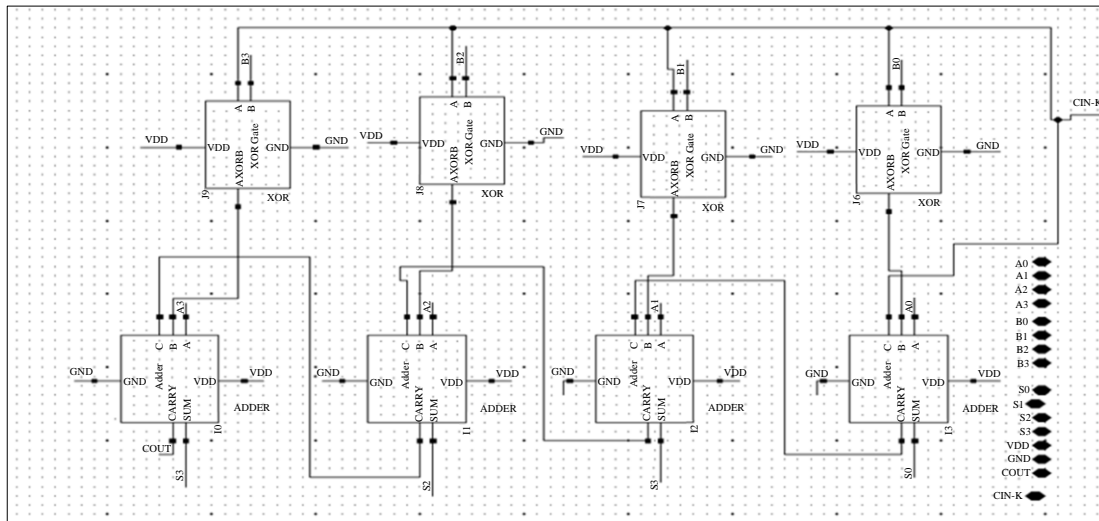 B3
B2
B1
B0
CIN-K
A B
A B
A B
A B
VDD
VDD
XOR Gate
GND
GND
AXORB
J9
XOR
VDD
VDD
XOR Gate
GND
GND
AXORB
J8
XOR
VDD
VDD
XOR Gate
GND
GND
AXORB
J7
XOR
VDD
VDD
XOR Gate
GND
GND
AXORB
J6
XOR
A3
A2
A1
A0
C B A
C B A
C B A
C B A
GND
GND
Adder
VDD
VDD
CARRY
SUM
ADDER
I0
COUT
S3
GND
GND
Adder
VDD
VDD
CARRY
SUM
ADDER
I1
S2
GND
GND
Adder
VDD
VDD
CARRY
SUM
ADDER
I2
S3
GND
GND
Adder
VDD
VDD
CARRY
SUM
ADDER
I3
S0
A0
A1
A2
A3
B0
B1
B2
B3
S0
S1
S2
S3
VDD
GND
COUT
CIN-K